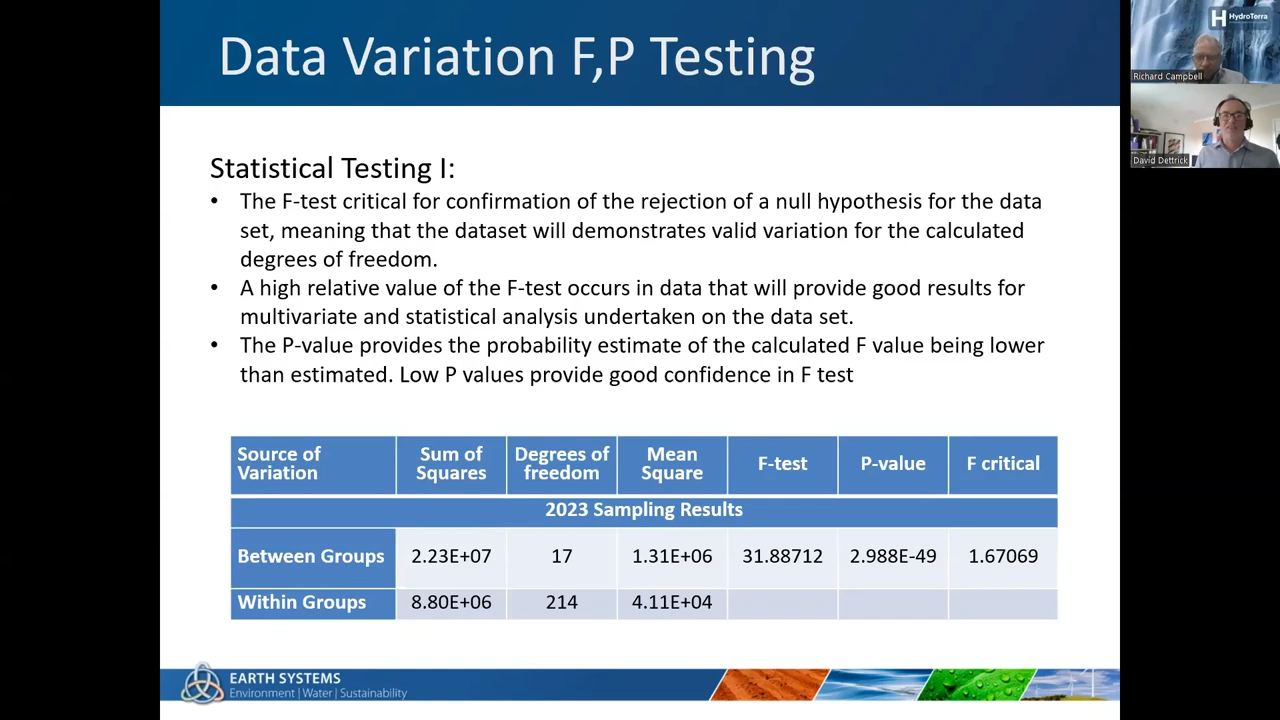 Data Variation F,P Testing
HydroTerra
Richard Campbell
David Dettrick
Statistical Testing I:
• The F-test critical for confirmation of the rejection of a null hypothesis for the data
set, meaning that the dataset will demonstrates valid variation for the calculated
degrees of freedom.
• A high relative value of the F-test occurs in data that will provide good results for
multivariate and statistical analysis undertaken on the data set.
• The P-value provides the probability estimate of the calculated F value being lower
than estimated. Low P values provide good confidence in F test
Source of Variation Sum of Squares Degrees of freedom Mean Square F-test P-value F critical
2023 Sampling Results
Between Groups 2.23E+07 17 1.31E+06 31.88712 2.988E-49 1.67069
Within Groups 8.80E+06 214 4.11E+04
EARTH SYSTEMS
Environment | Water | Sustainability